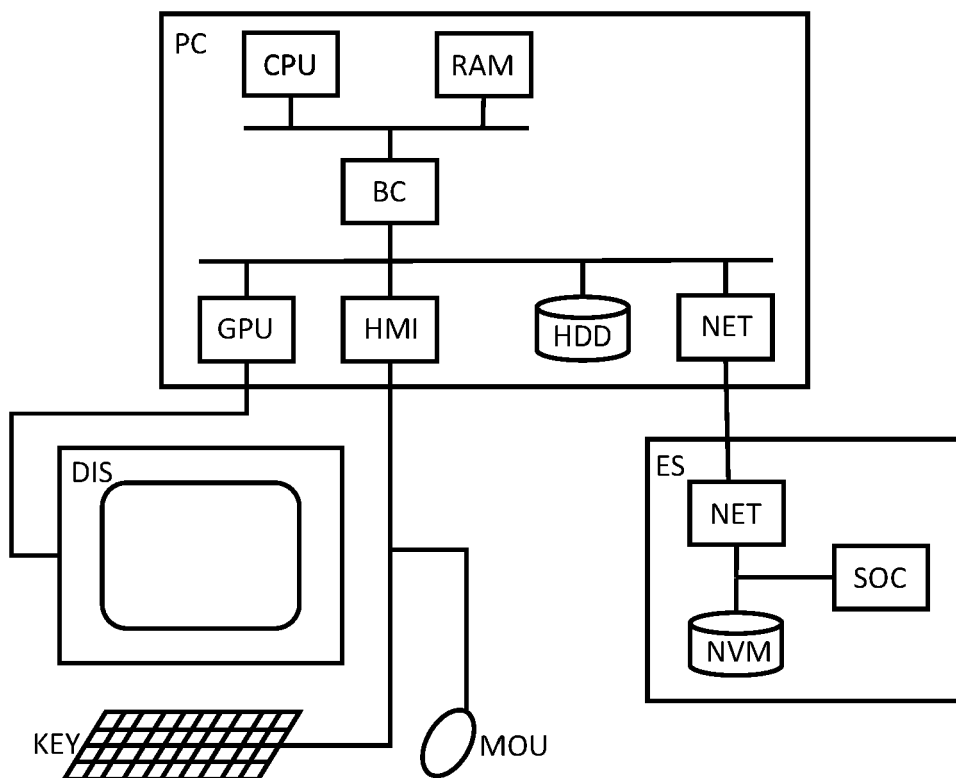 PC
CPU
RAM
BC
GPU
HMI
HDD
NET
DIS
ES
NET
SOC
NVM
KEY
MOU